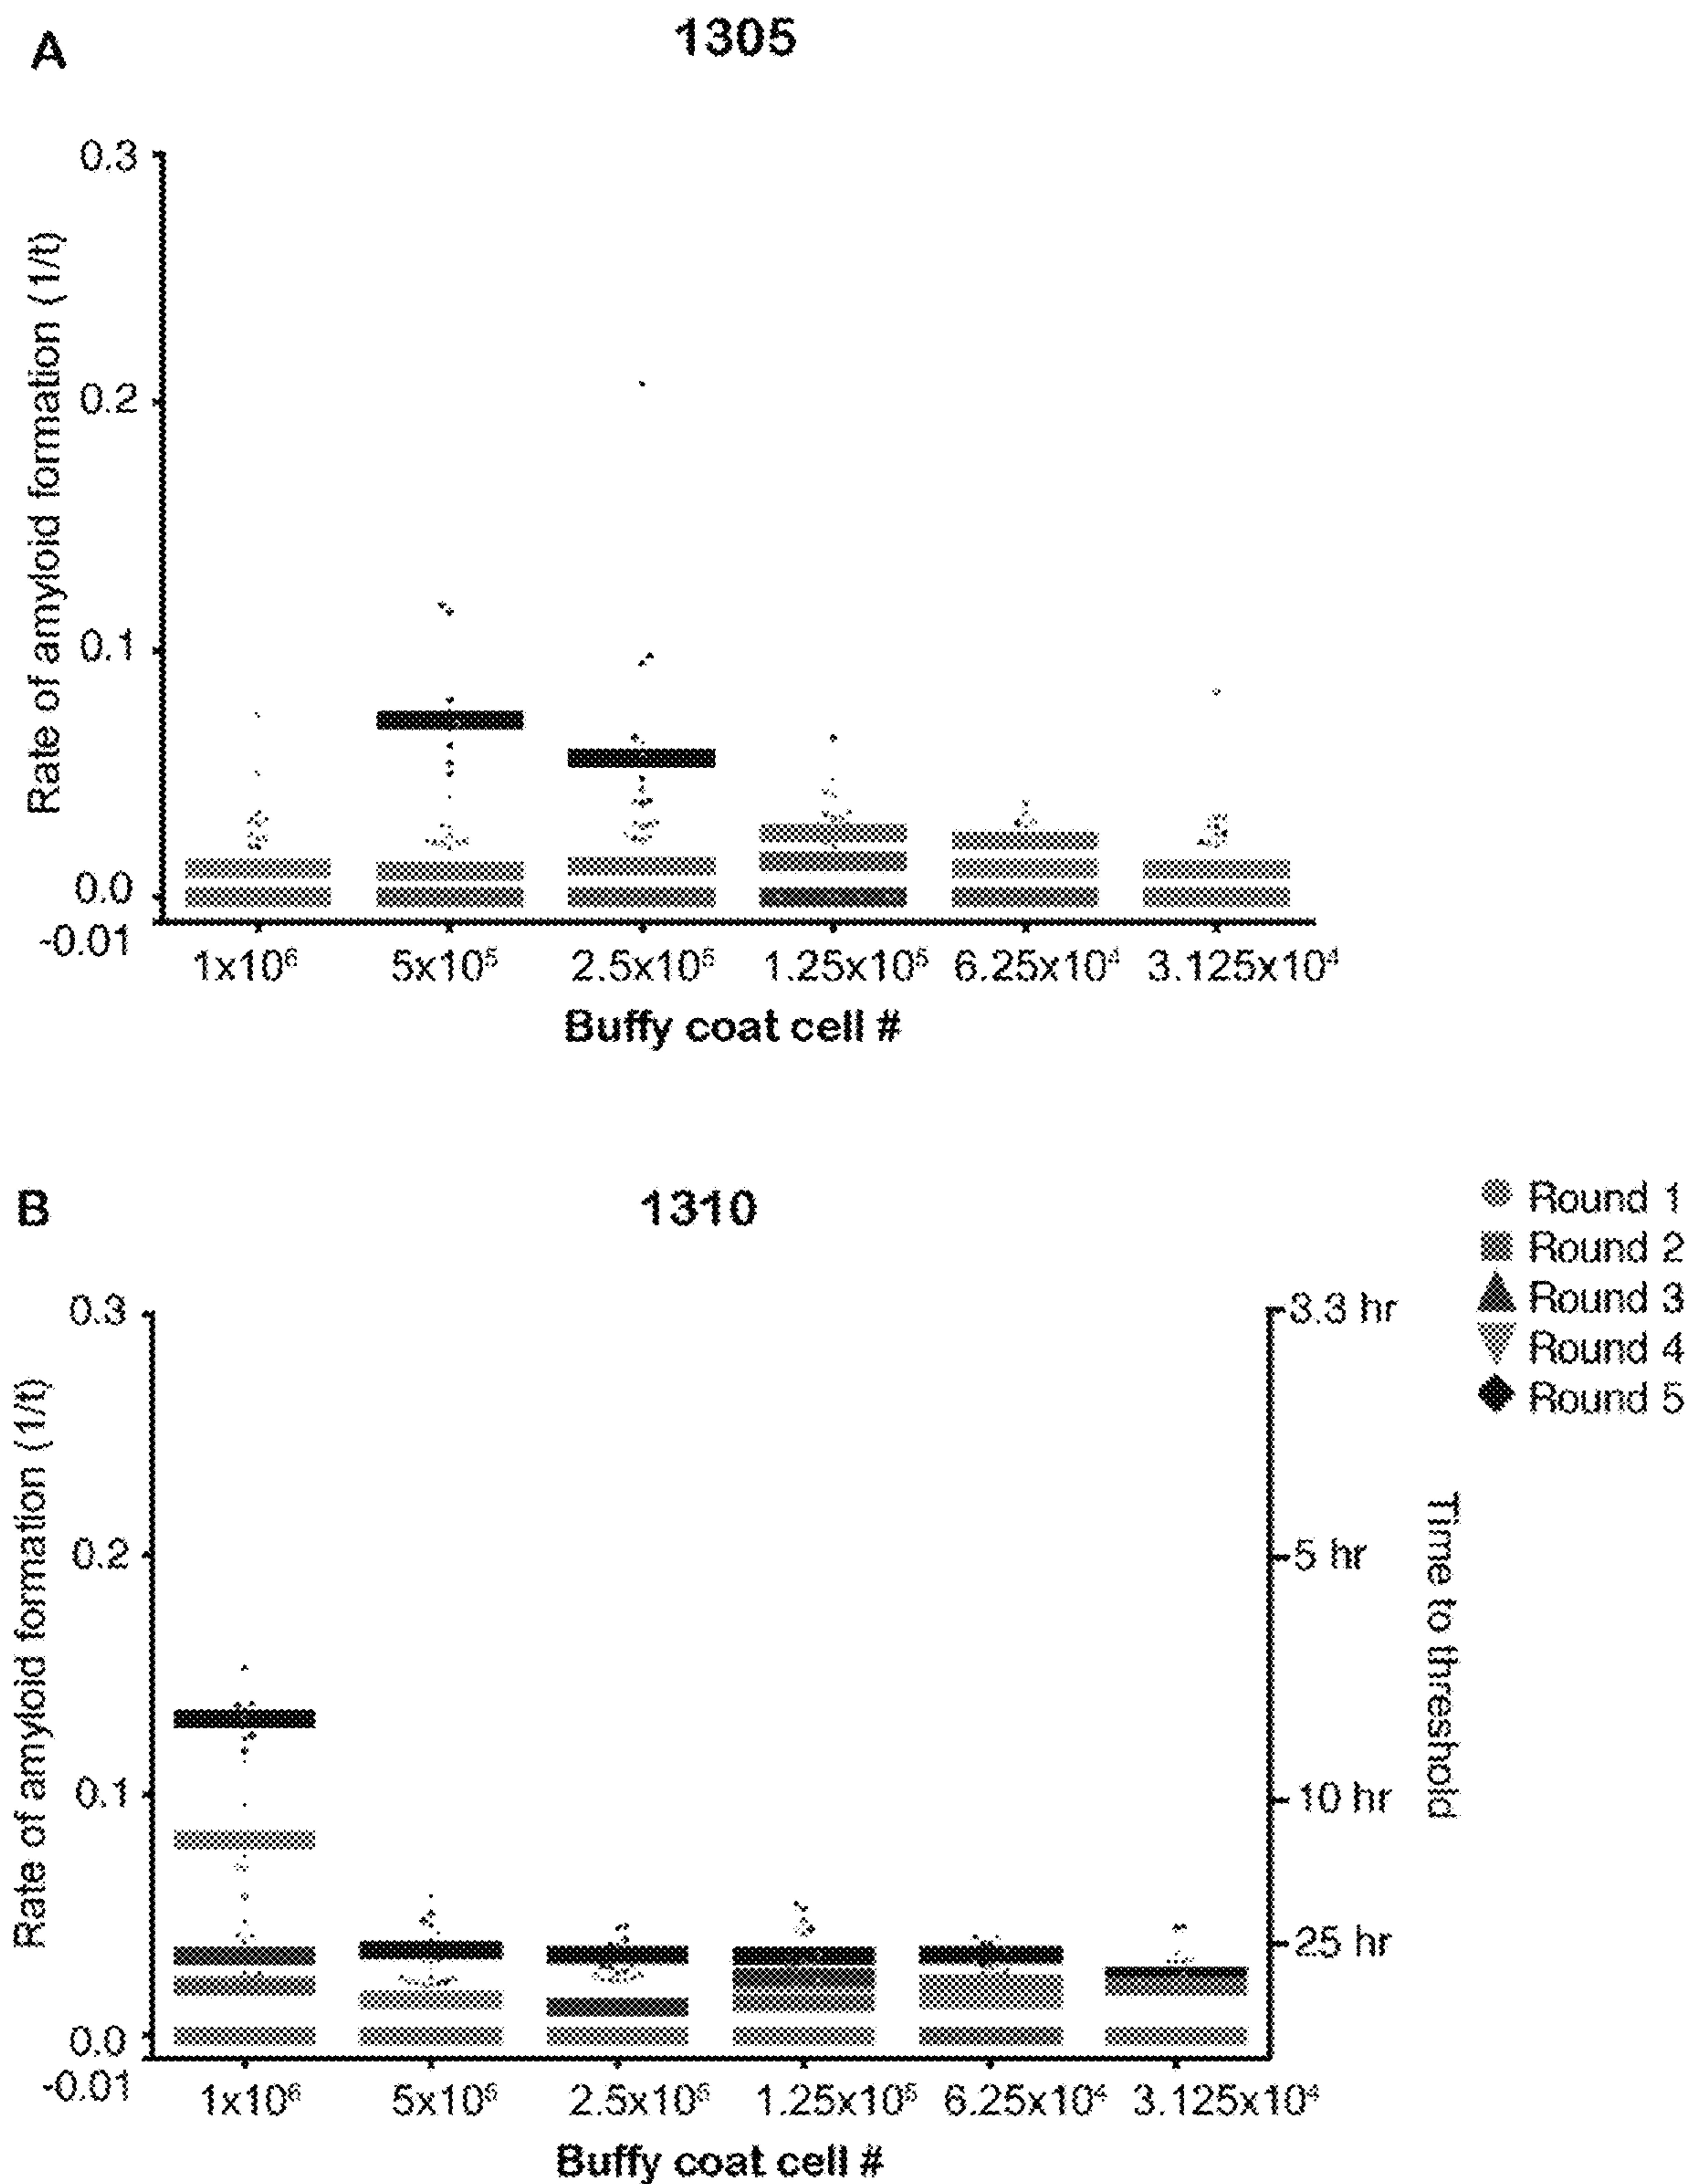 A
1305
0.3
0.2
0.1
0.0
-0.01
Rate of amyloid formation (1/t)
1x10⁶ 5x10⁵ 2.5x10⁵ 1.25x10⁵ 6.25x10⁴ 3.125x10⁴
Buffy coat cell #
B
1310
Round 1
Round 2
Round 3
Round 4
Round 5
0.3
0.2
0.1
0.0
-0.01
Rate of amyloid formation (1/t)
3.3 hr
5 hr
10 hr
25 hr
Time to threshold
1x10⁶ 5x10⁵ 2.5x10⁵ 1.25x10⁵ 6.25x10⁴ 3.125x10⁴
Buffy coat cell #